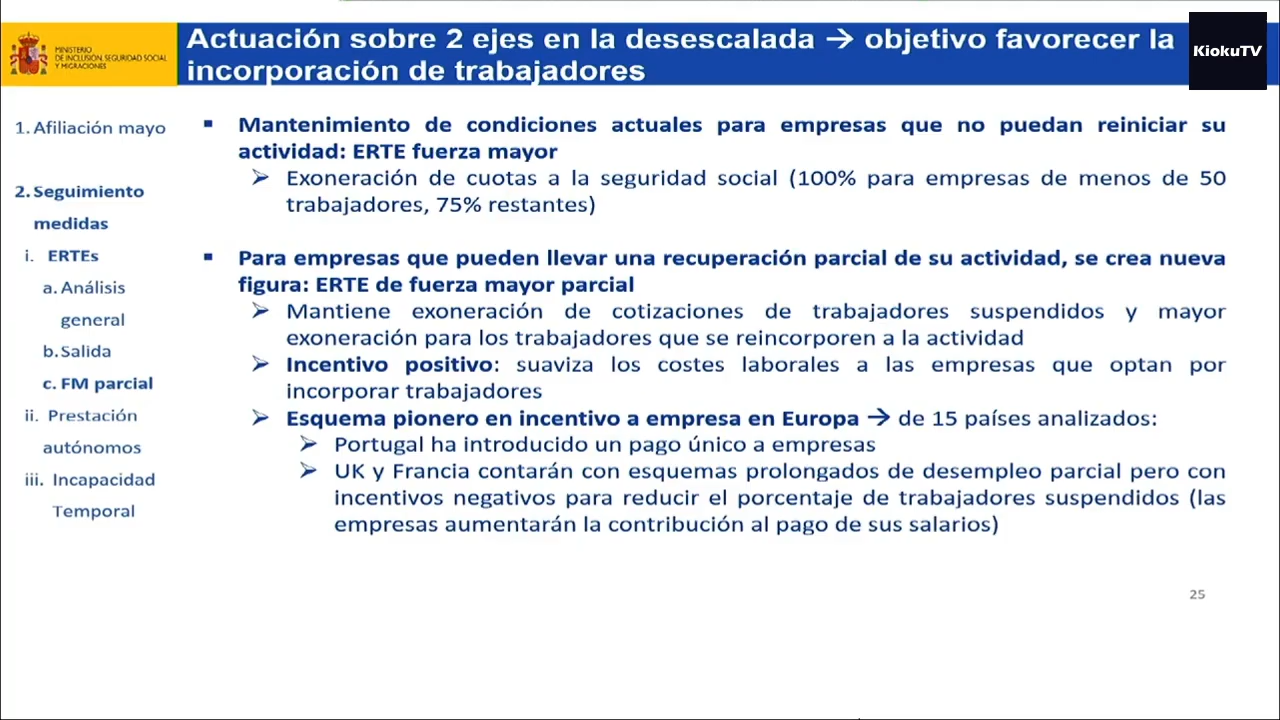 MINISTERIO
DE INCLUSIÓN, SEGURIDAD SOCIAL
Y MIGRACIONES
Actuación sobre 2 ejes en la desescalada → objetivo favorecer la
incorporación de trabajadores
KiokuTV
1. Afiliación mayo
2. Seguimiento
medidas
i. ERTEs
a. Análisis
general
b. Salida
c. FM parcial
ii. Prestación
autónomos
iii. Incapacidad
Temporal
▪ Mantenimiento de condiciones actuales para empresas que no puedan reiniciar su
actividad: ERTE fuerza mayor
➢ Exoneración de cuotas a la seguridad social (100% para empresas de menos de 50
trabajadores, 75% restantes)
▪ Para empresas que pueden llevar una recuperación parcial de su actividad, se crea nueva
figura: ERTE de fuerza mayor parcial
➢ Mantiene exoneración de cotizaciones de trabajadores suspendidos y mayor
exoneración para los trabajadores que se reincorporen a la actividad
➢ Incentivo positivo: suaviza los costes laborales a las empresas que optan por
incorporar trabajadores
➢ Esquema pionero en incentivo a empresa en Europa → de 15 países analizados:
➢ Portugal ha introducido un pago único a empresas
➢ UK y Francia contarán con esquemas prolongados de desempleo parcial pero con
incentivos negativos para reducir el porcentaje de trabajadores suspendidos (las
empresas aumentarán la contribución al pago de sus salarios)
25